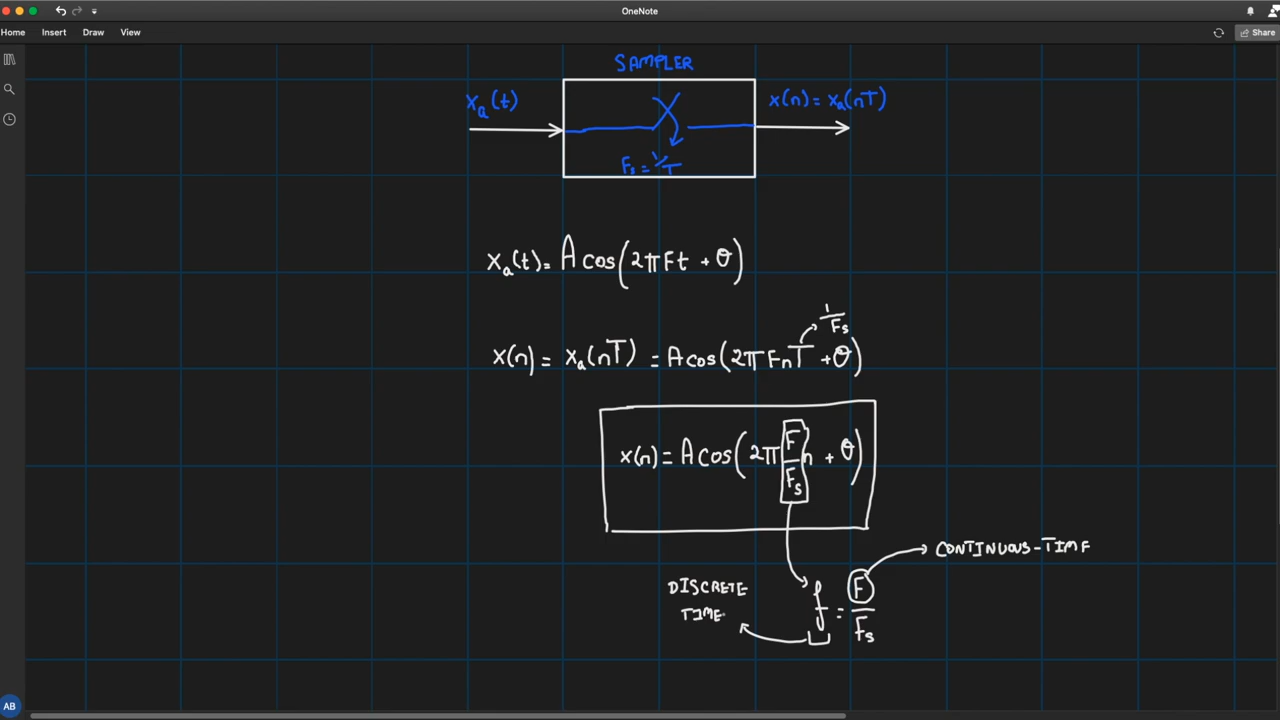 OneNote
Home Insert Draw View
Share
SAMPLER
xₐ(t)
x(n) = xₐ(nT)
Fₛ = 1/T
xₐ(t) = A cos(2πFt + θ)
1/Fₛ
x(n) = xₐ(nT) = A cos(2πFnT + θ)
x(n) = A cos(2π F/Fₛ n + θ)
CONTINUOUS-TIME
DISCRETE
TIME
f = F/Fₛ
AB